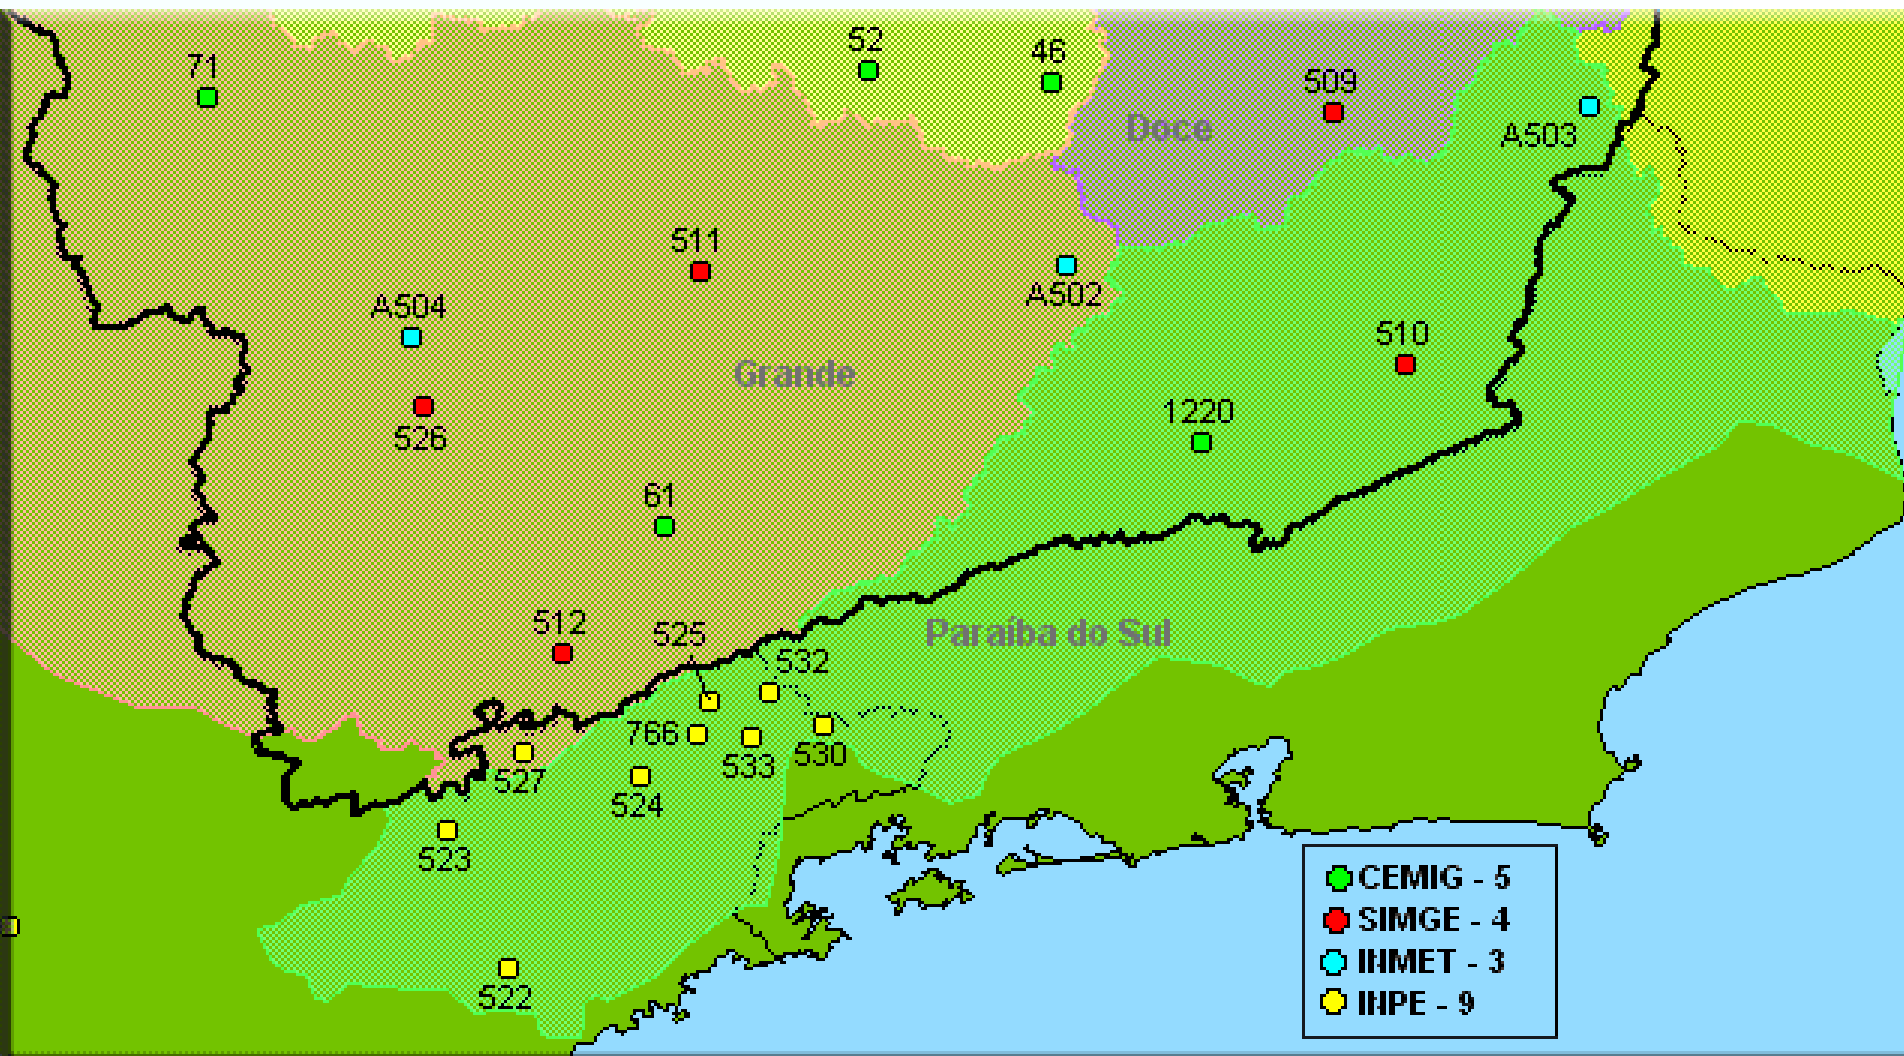 52
46
71
509
Doce
A503
511
A502
A504
510
Grande
1220
526
61
512
525
Paraíba do Sul
532
766
530
533
527
524
523
522
CEMIG - 5
SIMGE - 4
INMET - 3
INPE - 9